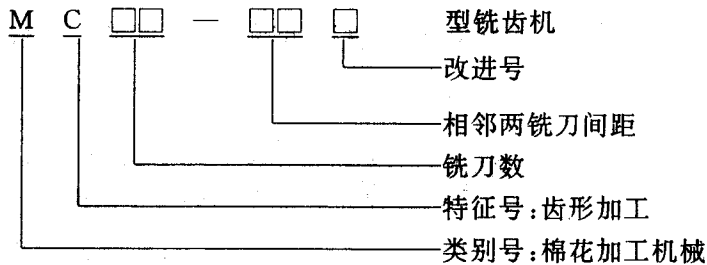 M C □□ — □□ □ 型铣齿机
改进号
相邻两铣刀间距
铣刀数
特征号:齿形加工
类别号:棉花加工机械